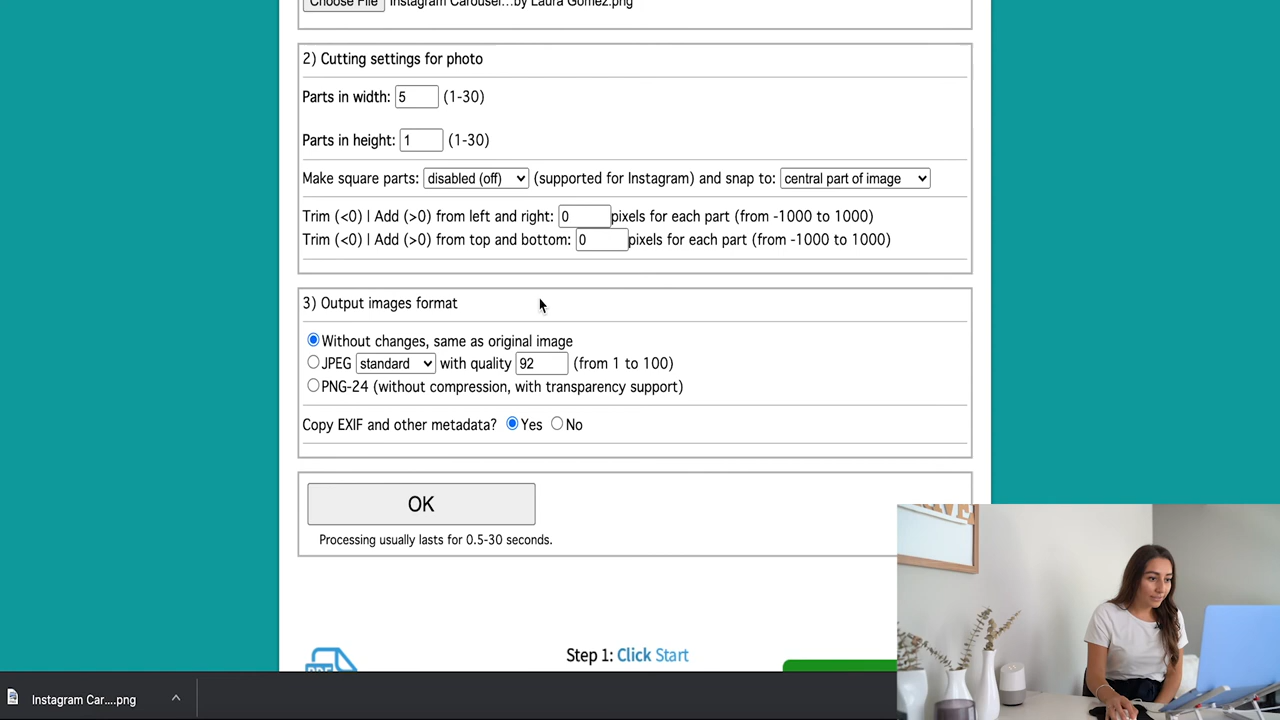 Choose File Instagram Carousel...by Laura Gomez.png
2) Cutting settings for photo
Parts in width: 5 (1-30)
Parts in height: 1 (1-30)
Make square parts: disabled (off) (supported for Instagram) and snap to: central part of image
Trim (<0) | Add (>0) from left and right: 0 pixels for each part (from -1000 to 1000)
Trim (<0) | Add (>0) from top and bottom: 0 pixels for each part (from -1000 to 1000)
3) Output images format
Without changes, same as original image
JPEG standard with quality 92 (from 1 to 100)
PNG-24 (without compression, with transparency support)
Copy EXIF and other metadata? Yes No
OK
Processing usually lasts for 0.5-30 seconds.
Step 1: Click Start
PDF
Instagram Car....png